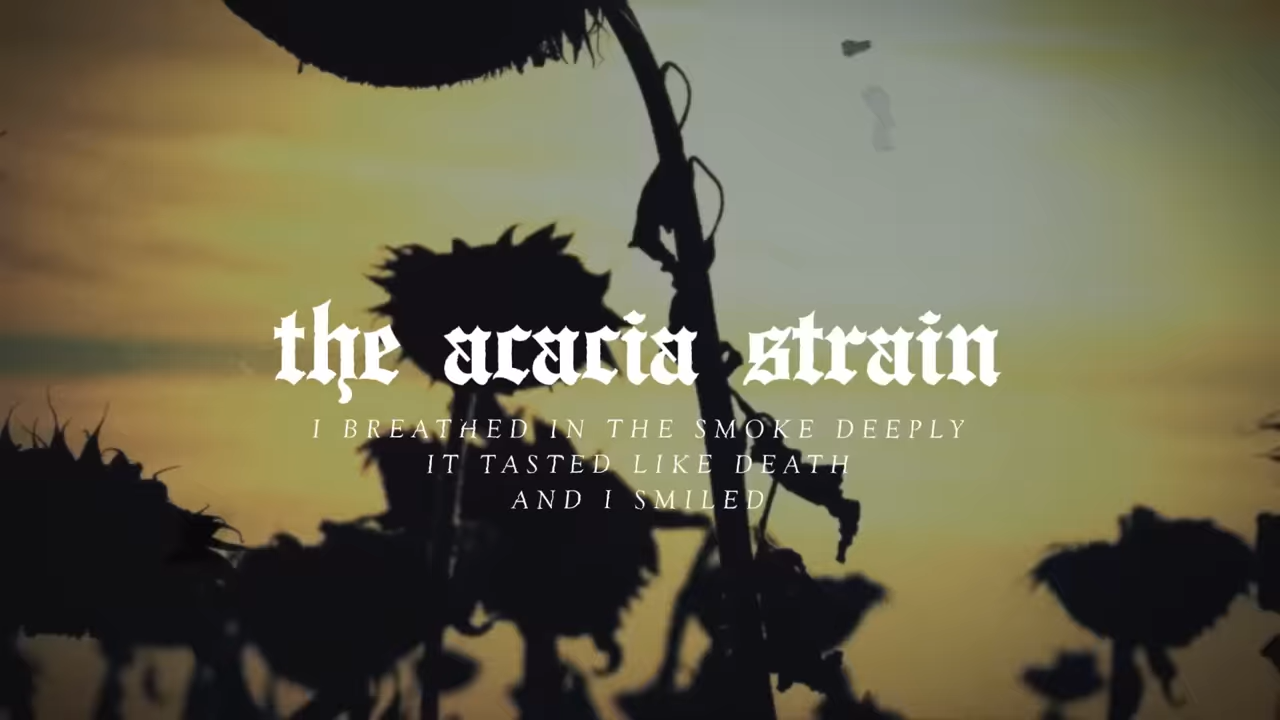 the acacia strain
I BREATHED IN THE SMOKE DEEPLY
IT TASTED LIKE DEATH
AND I SMILED